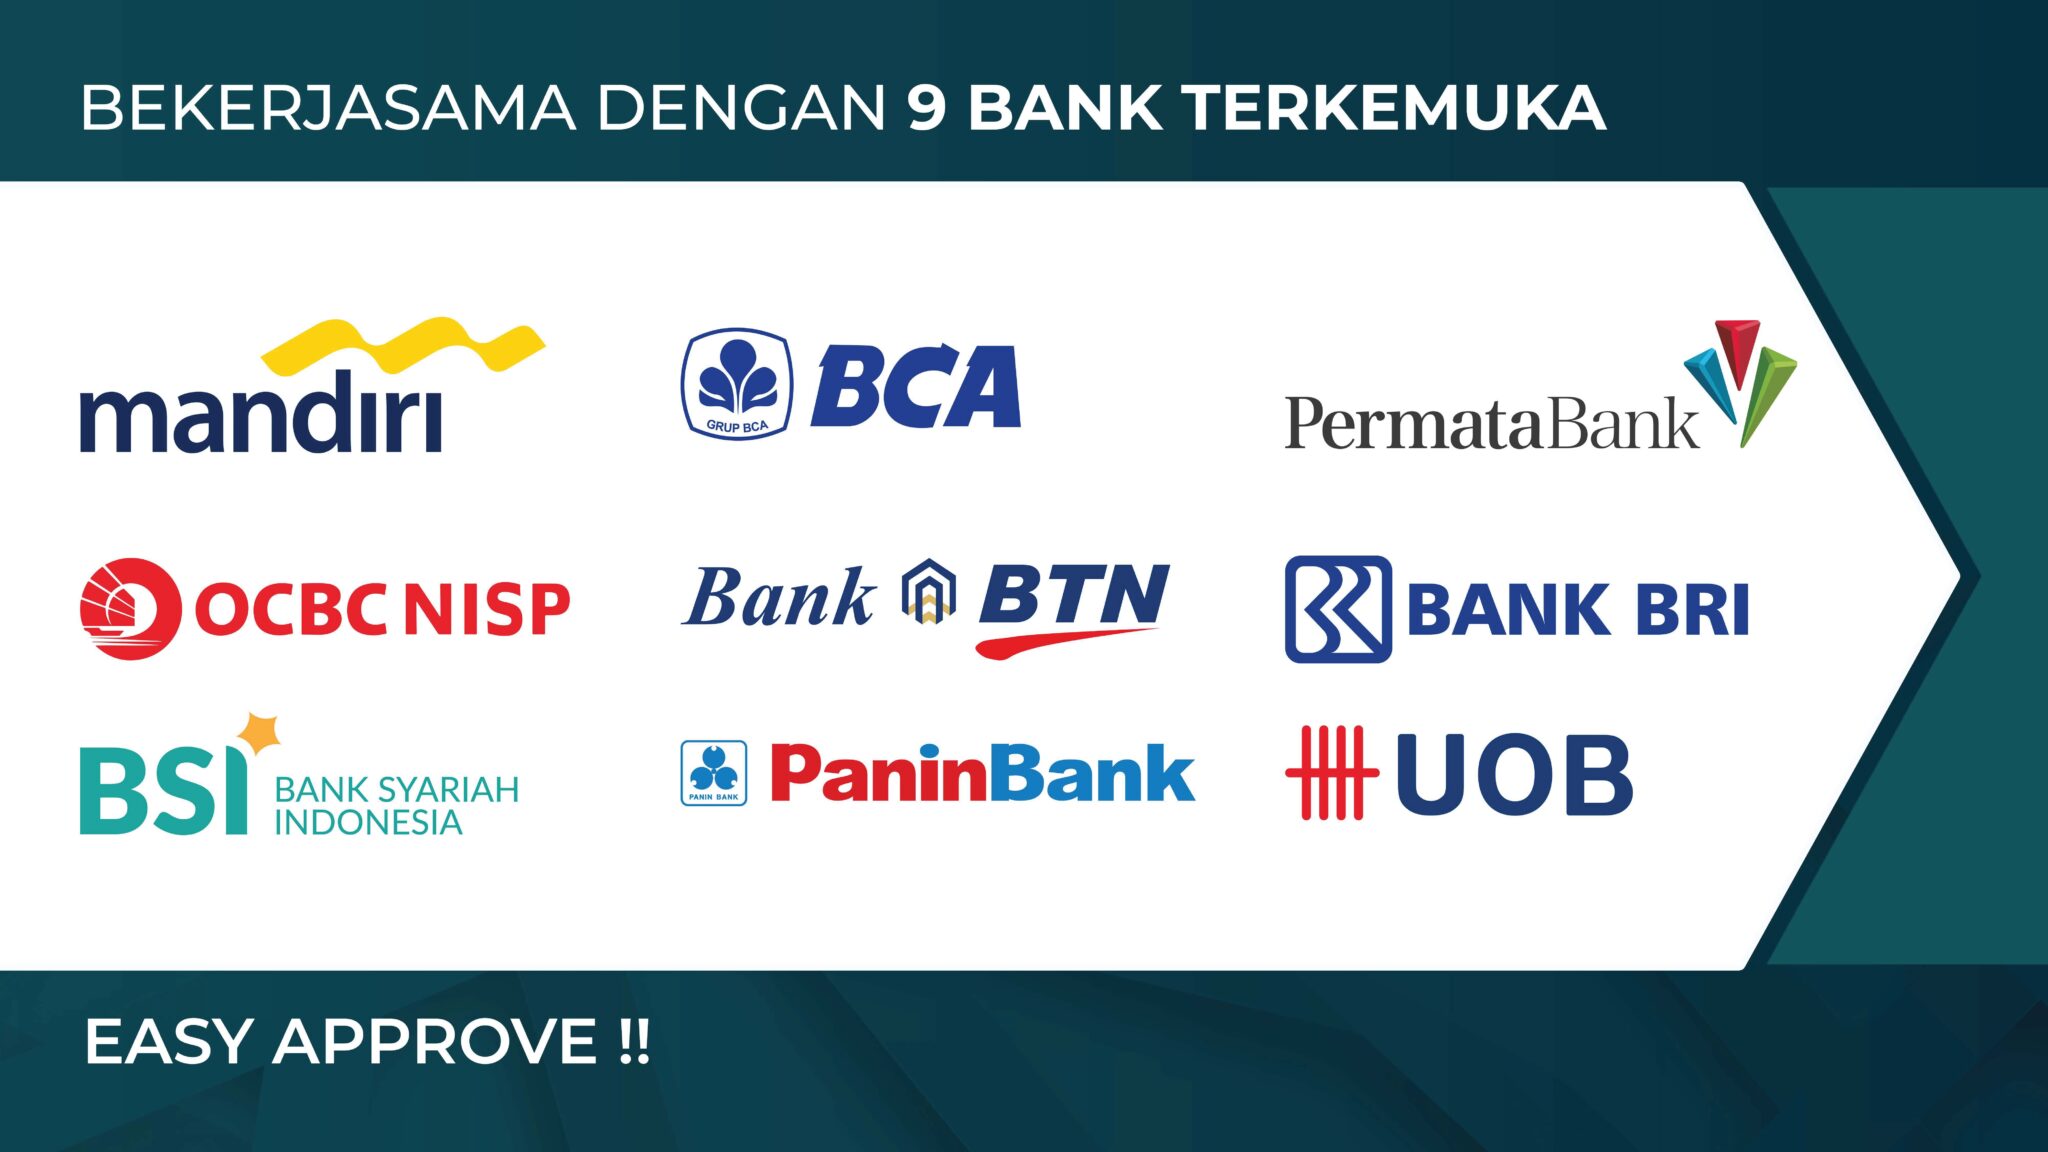 BEKERJASAMA DENGAN 9 BANK TERKEMUKA
mandiri
GRUP BCA
BCA
PermataBank
OCBC NISP
Bank BTN
BANK BRI
BSI BANK SYARIAH
INDONESIA
PANIN BANK
PaninBank
UOB
EASY APPROVE !!